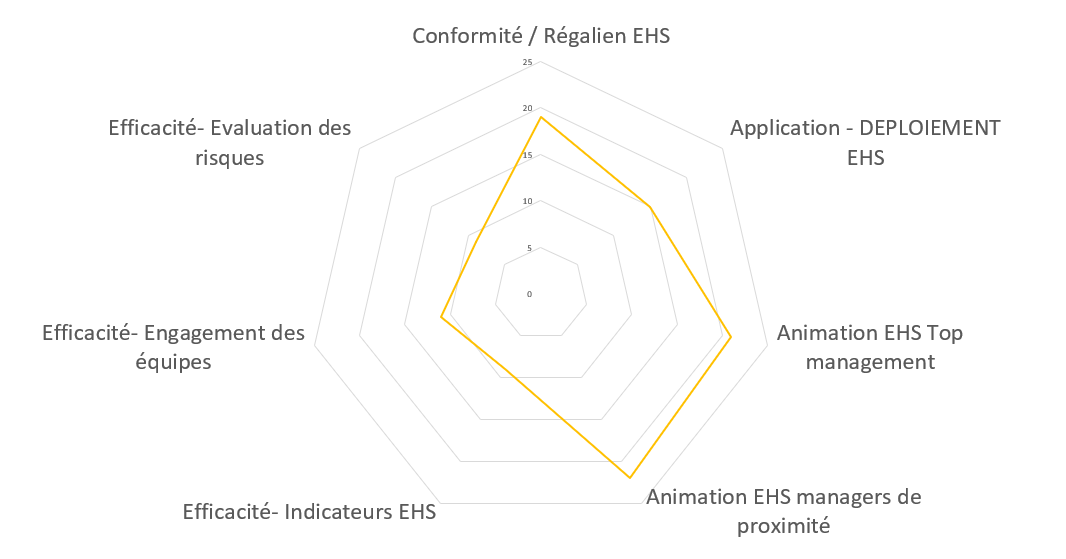 Conformité / Régalien EHS
25
20
15
10
5
0
Application - DEPLOIEMENT
EHS
Animation EHS Top
management
Animation EHS managers de
proximité
Efficacité- Indicateurs EHS
Efficacité- Engagement des
équipes
Efficacité- Evaluation des
risques